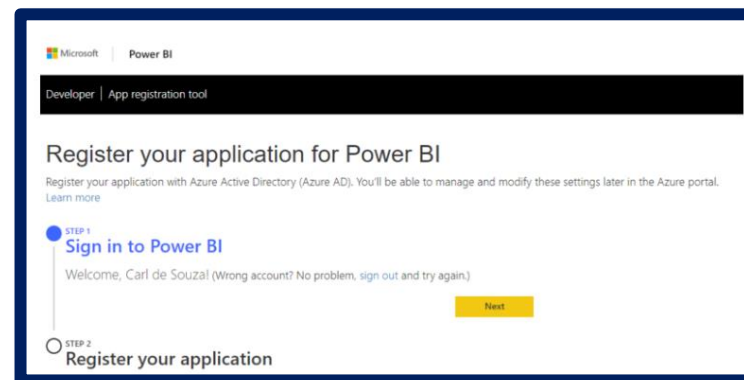 Microsoft Power BI
Developer | App registration tool
Register your application for Power BI
Register your application with Azure Active Directory (Azure AD). You'll be able to manage and modify these settings later in the Azure portal.
Learn more
STEP 1
Sign in to Power BI
Welcome, Carl de Souza! (Wrong account? No problem, sign out and try again.)
Next
STEP 2
Register your application